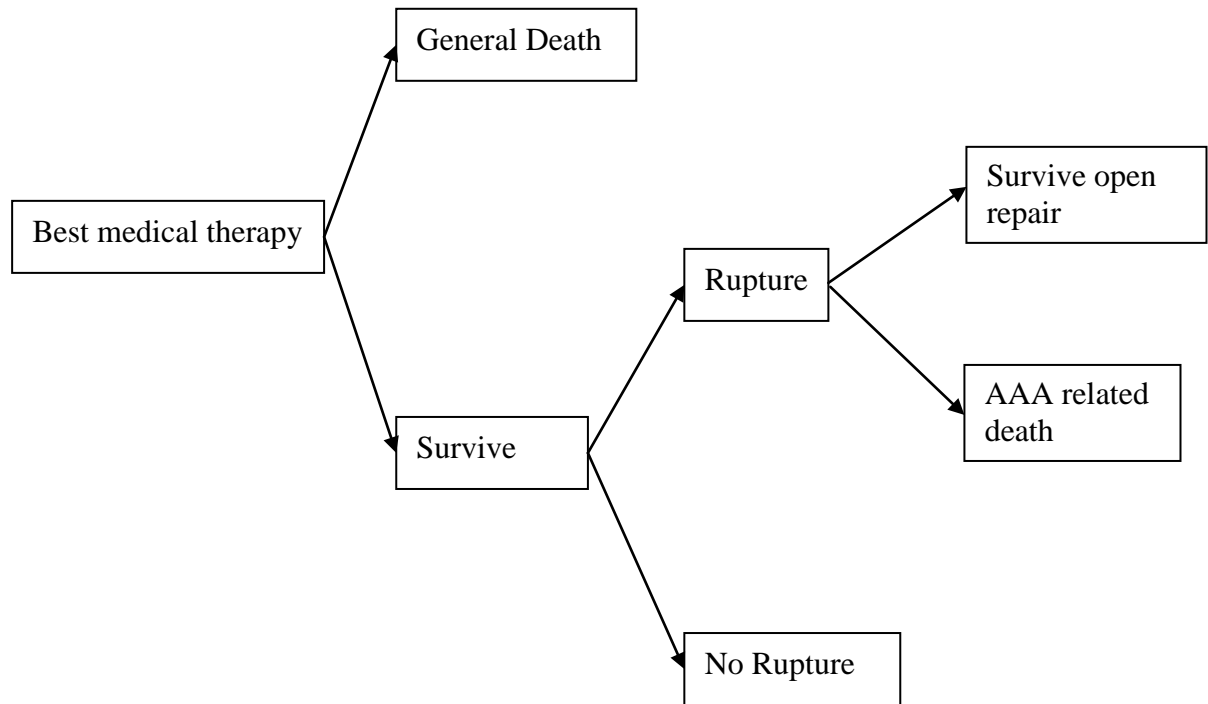 General Death
Best medical therapy
Survive open
repair
Rupture
AAA related
death
Survive
No Rupture